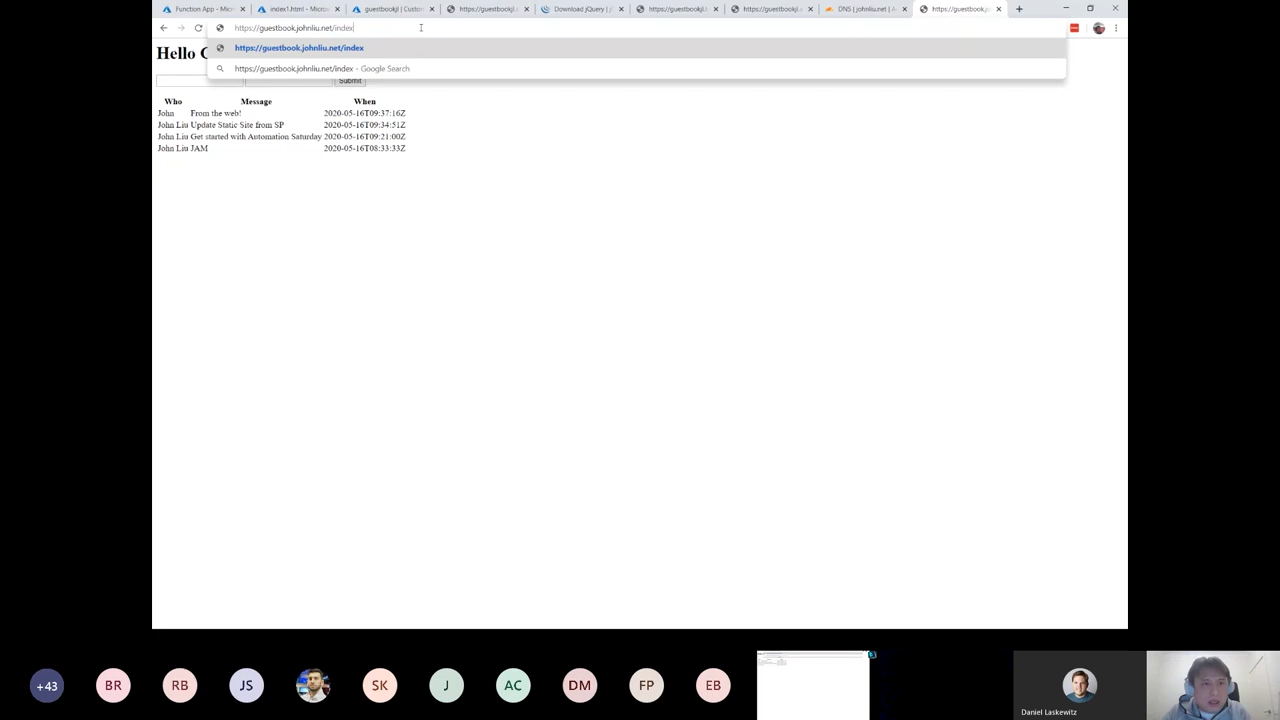 Function App - Micro
index1.html - Micros
guestbookjl | Custom
https://guestbookjl.
Download jQuery | jQ
https://guestbookjl.
https://guestbookjl.
DNS | johnliu.net |
https://guestbook.jo
https://guestbook.johnliu.net/index
https://guestbook.johnliu.net/index
https://guestbook.johnliu.net/index - Google Search
Hello
Submit
Who Message When
John From the web! 2020-05-16T09:37:16Z
John Liu Update Static Site from SP 2020-05-16T09:34:51Z
John Liu Get started with Automation Saturday 2020-05-16T09:21:00Z
John Liu JAM 2020-05-16T08:33:33Z
+43 BR RB JS SK J AC DM FP EB
Daniel Laskewitz